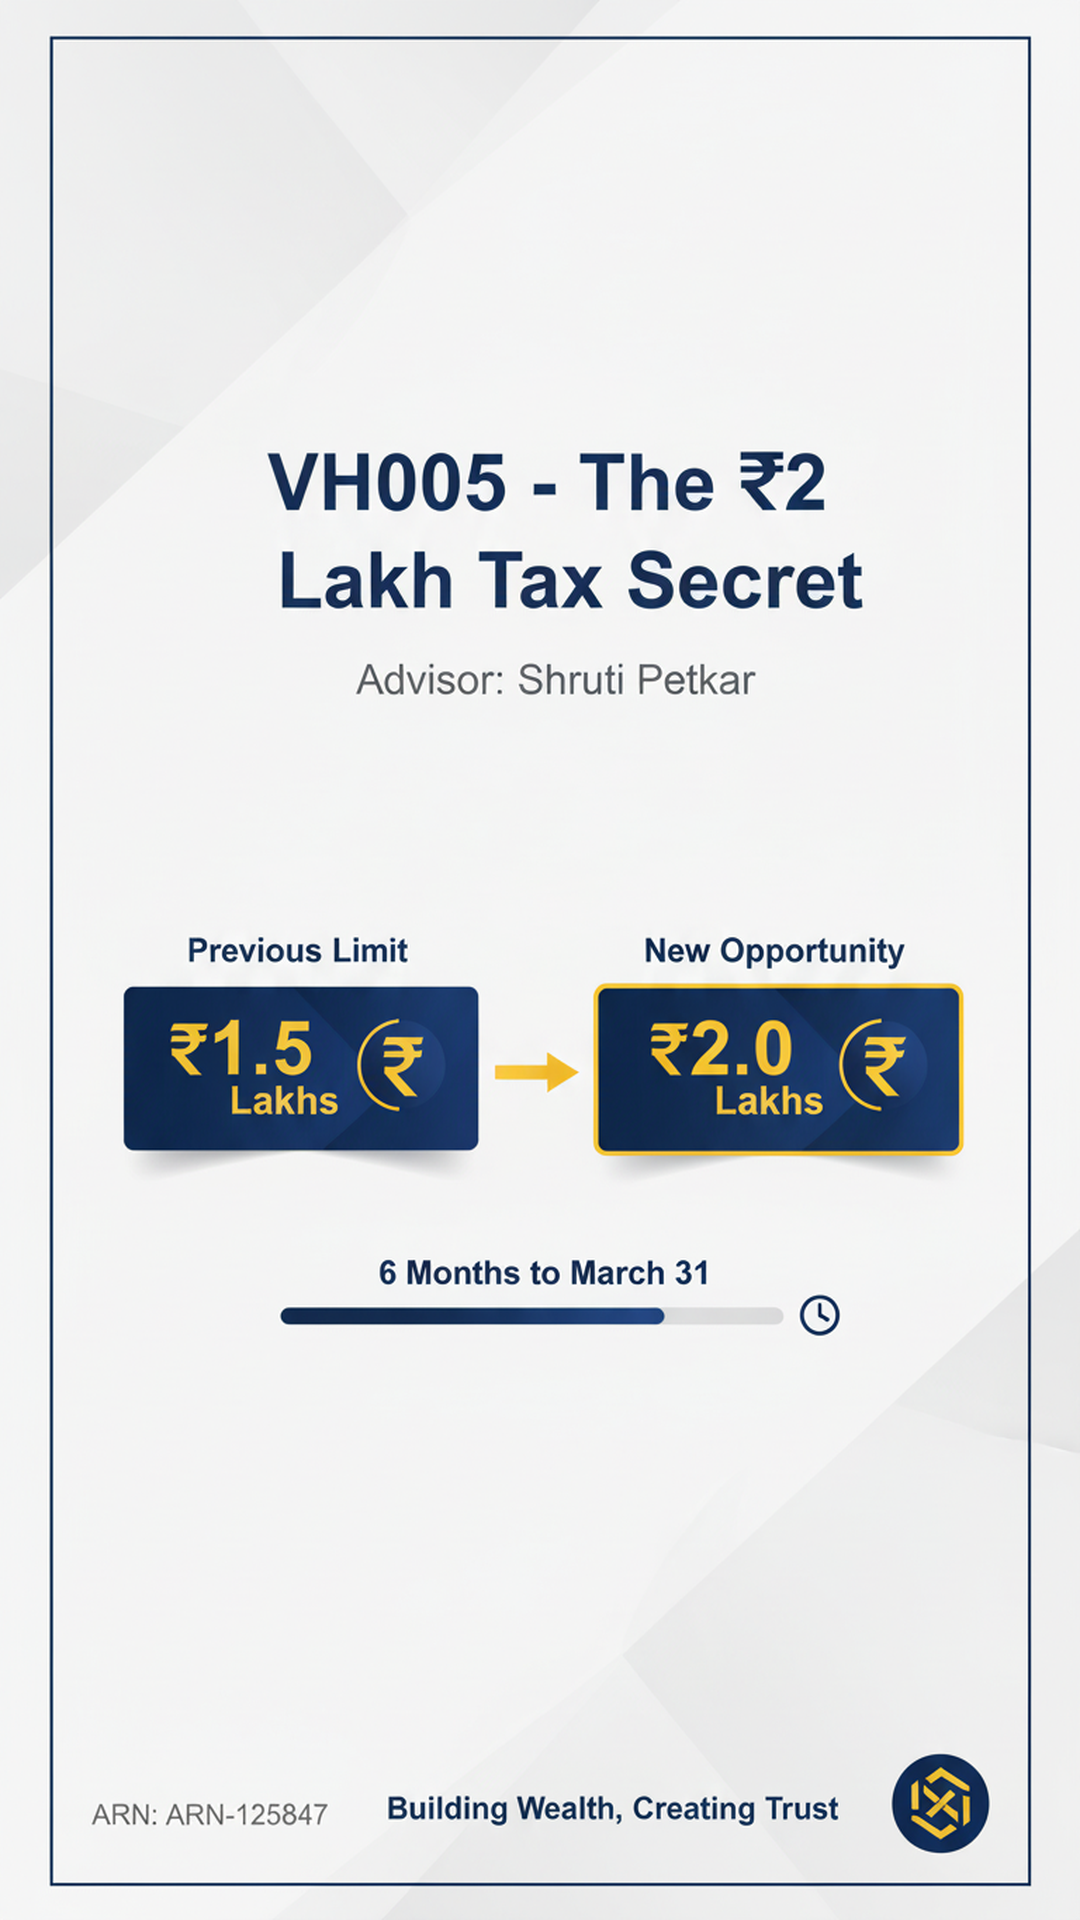 VH005 - The ₹2
Lakh Tax Secret
Advisor: Shruti Petkar
Previous Limit
New Opportunity
₹1.5
Lakhs
₹
₹2.0
Lakhs
₹
6 Months to March 31
ARN: ARN-125847
Building Wealth, Creating Trust